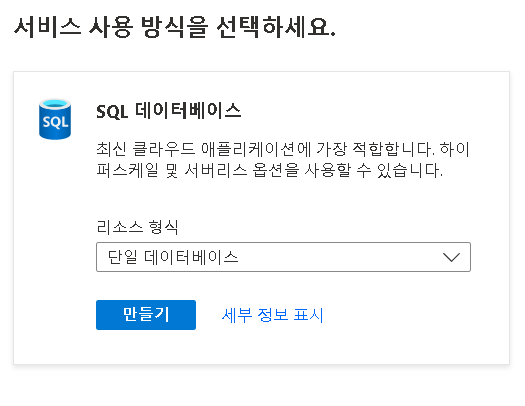 서비스 사용 방식을 선택하세요.
SQL
SQL 데이터베이스
최신 클라우드 애플리케이션에 가장 적합합니다. 하이
퍼스케일 및 서버리스 옵션을 사용할 수 있습니다.
리소스 형식
단일 데이터베이스
만들기 세부 정보 표시